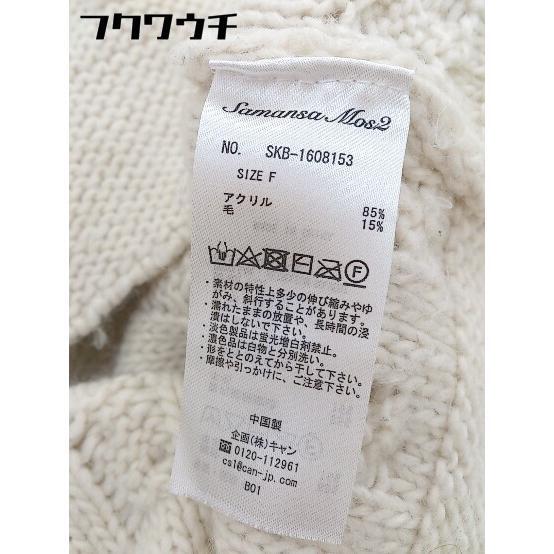 フクワウチ
Samansa Mos2
NO. SKB-1608153
SIZE F
アクリル 85%
毛 15%
F
・素材の特性上多少の伸び縮みやゆ
がみ、斜行することがあります。
・濡れたままの放置や、長時間の浸
漬はしないで下さい。
・淡色製品は蛍光増白剤禁止。
・濃色品は白物と分別洗い。
・形をととのえてから干して下さい。
・摩擦や引っかけに、ご注意下さい。
中国製
企画(株)キャン
☎0120-112961
csl@can-jp.com
B01